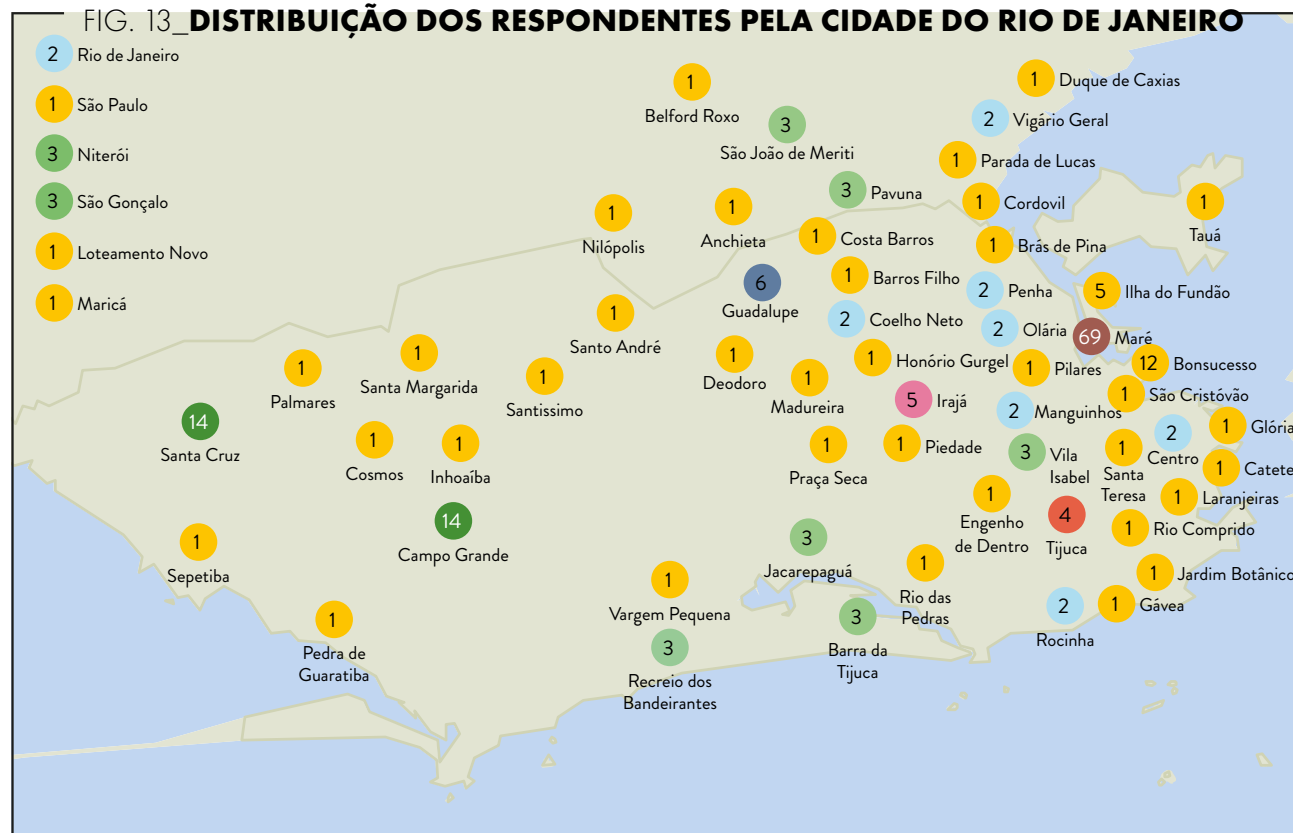 FIG. 13_DISTRIBUIÇÃO DOS RESPONDENTES PELA CIDADE DO RIO DE JANEIRO
2 Rio de Janeiro
1 São Paulo
3 Niterói
3 São Gonçalo
1 Loteamento Novo
1 Maricá
1
Belford Roxo
3
São João de Meriti
3 Pavuna
1 Duque de Caxias
2 Vigário Geral
1 Parada de Lucas
1 Cordovil
1
Tauá
1
Nilópolis
1
Anchieta
1 Costa Barros
1 Brás de Pina
6
Guadalupe
1 Barros Filho
2 Penha
5 Ilha do Fundão
1
Santo André
2 Coelho Neto
2 Olária
69 Maré
1
Palmares
1
Santa Margarida
1
Santissimo
1
Deodoro
1
Madureira
1 Honório Gurgel
1 Pilares
12 Bonsucesso
1 São Cristóvão
14
Santa Cruz
1
Cosmos
1
Inhoaíba
5 Irajá
2 Manguinhos
2
Centro
1 Glória
1
Praça Seca
1 Piedade
3 Vila
Isabel
1
Santa
Teresa
1 Catete
1 Laranjeiras
14
Campo Grande
1
Engenho
de Dentro
4
Tijuca
1 Rio Comprido
1
Sepetiba
3
Jacarepaguá
1
Rio das
Pedras
1 Jardim Botânico
1
Vargem Pequena
2
Rocinha
1 Gávea
1
Pedra de
Guaratiba
3
Recreio dos
Bandeirantes
3
Barra da
Tijuca